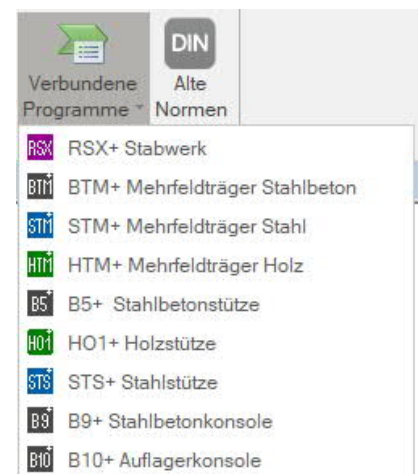 DIN
Verbundene Alte
Programme Normen
RSX RSX+ Stabwerk
BTM BTM+ Mehrfeldträger Stahlbeton
STM STM+ Mehrfeldträger Stahl
HTM HTM+ Mehrfeldträger Holz
B5+ B5+ Stahlbetonstütze
HO1 HO1+ Holzstütze
STS STS+ Stahlstütze
B9 B9+ Stahlbetonkonsole
B10 B10+ Auflagerkonsole